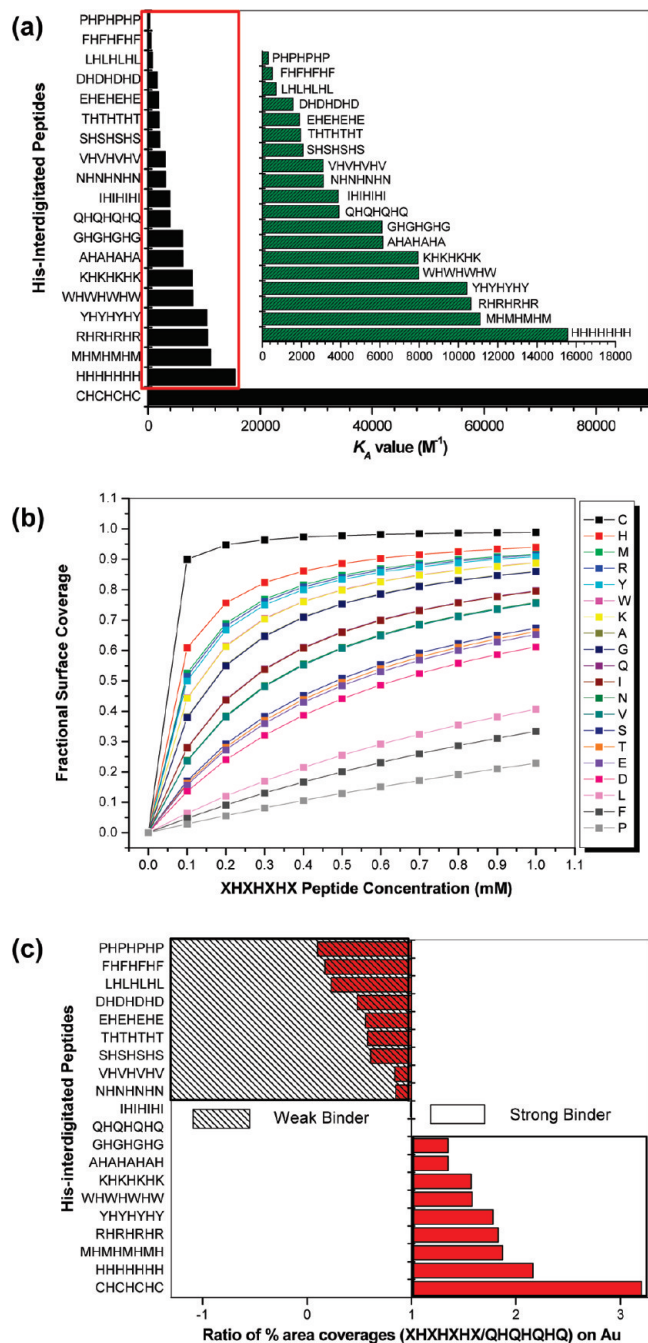 (a)
His-Interdigitated Peptides
PHPHPHP
FHFHFHF
LHLHLHL
DHDHDHD
EHEHEHE
THTHTHT
SHSHSHS
VHVHVHV
NHNHNHN
IHIHIHI
QHQHQHQ
GHGHGHG
AHAHAHA
KHKHKHK
WHWHWHW
YHYHYHY
RHRHRHR
MHMHMHM
HHHHHHH
CHCHCHC
0 20000 40000 60000 80000
K_A value (M⁻¹)
PHPHPHP
FHFHFHF
LHLHLHL
DHDHDHD
EHEHEHE
THTHTHT
SHSHSHS
VHVHVHV
NHNHNHN
IHIHIHI
QHQHQHQ
GHGHGHG
AHAHAHA
KHKHKHK
WHWHWHW
YHYHYHY
RHRHRHR
MHMHMHM
HHHHHHH
0 2000 4000 6000 8000 10000 12000 14000 16000 18000
(b)
Fractional Surface Coverage
1.1
1.0
0.9
0.8
0.7
0.6
0.5
0.4
0.3
0.2
0.1
0.0
0.0 0.1 0.2 0.3 0.4 0.5 0.6 0.7 0.8 0.9 1.0 1.1
XHXHXHX Peptide Concentration (mM)
C
H
M
R
Y
W
K
A
G
Q
I
N
V
S
T
E
D
L
F
P
(c)
His-interdigitated Peptides
PHPHPHP
FHFHFHF
LHLHLHL
DHDHDHD
EHEHEHE
THTHTHT
SHSHSHS
VHVHVHV
NHNHNHN
IHIHIHI
QHQHQHQ
GHGHGHG
AHAHAHAH
KHKHKHK
WHWHWHW
YHYHYHY
RHRHRHR
MHMHMHMH
HHHHHHH
CHCHCHC
Weak Binder
Strong Binder
-1 0 1 2 3
Ratio of % area coverages (XHXHXHX/QHQHQHQ) on Au